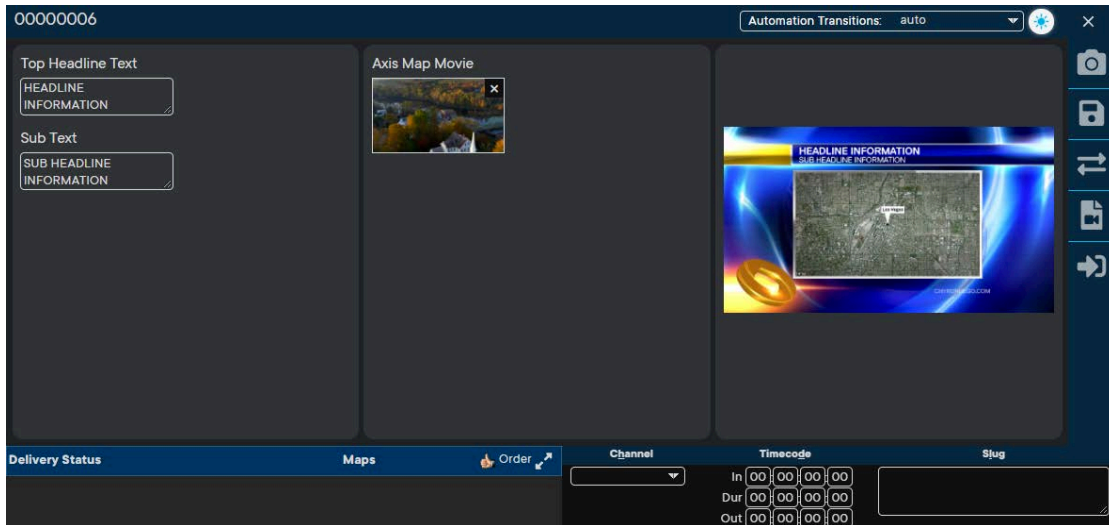 00000006
Automation Transitions: auto
Top Headline Text
HEADLINE
INFORMATION
Sub Text
SUB HEADLINE
INFORMATION
Axis Map Movie
HEADLINE INFORMATION
SUB HEADLINE INFORMATION
Las Vegas
Delivery Status
Maps
Order
Channel
Timecode
Slug
In 00:00:00:00
Dur 00:00:00:00
Out 00:00:00:00